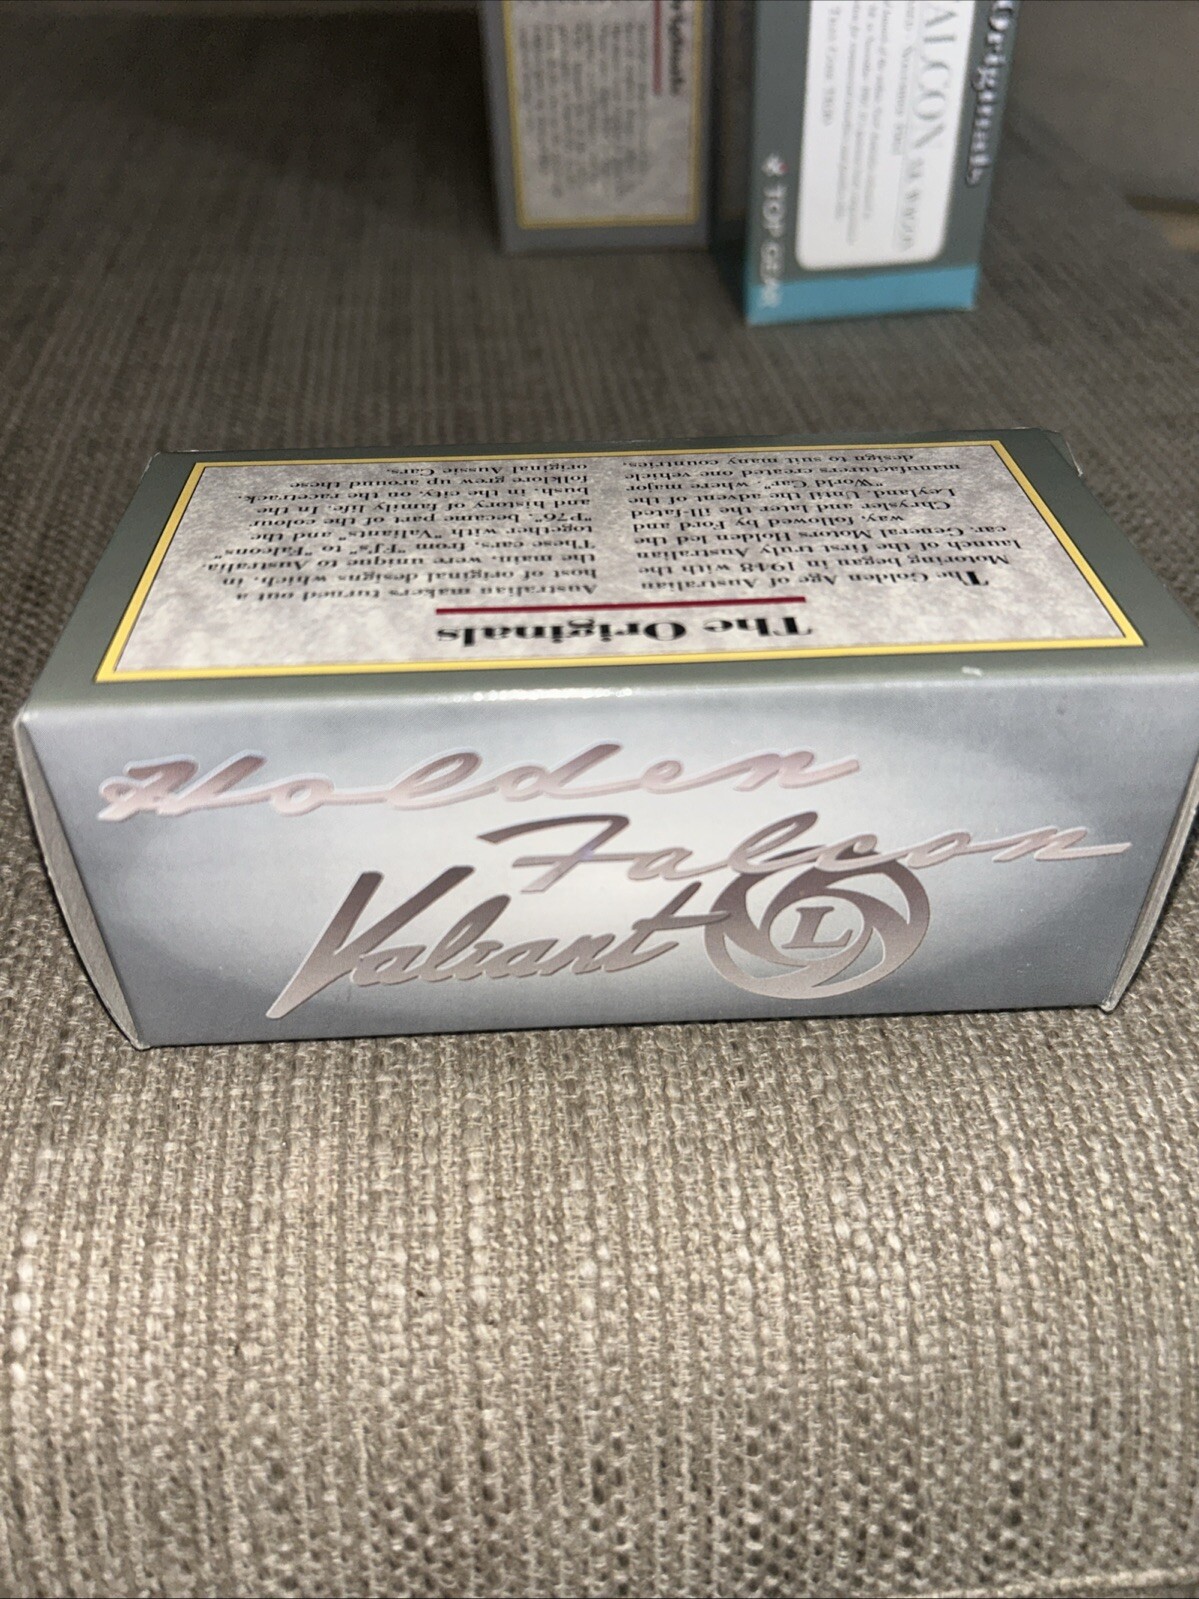 The Originals
The Golden Age of Australian
Motoring began in 1948 with the
launch of the first truly Australian
car. General Motors Holden led the
way, followed by Ford and
Chrysler and later the ill-fated
Leyland. Until the advent of the
"World Car", where major
manufacturers created one vehicle
design to suit many countries,
Australian makers turned out a
host of original designs which, in
the main, were unique to Australia.
These cars, from "FJ's" to "Falcons"
together with "Valiants" and the
"P76", became part of the colour
and history of family life. In the
bush, in the city, on the racetrack,
folklore grew up around these
original Aussie Cars.
Holden
Falcon
Valiant
L
Originals
TOP GEAR